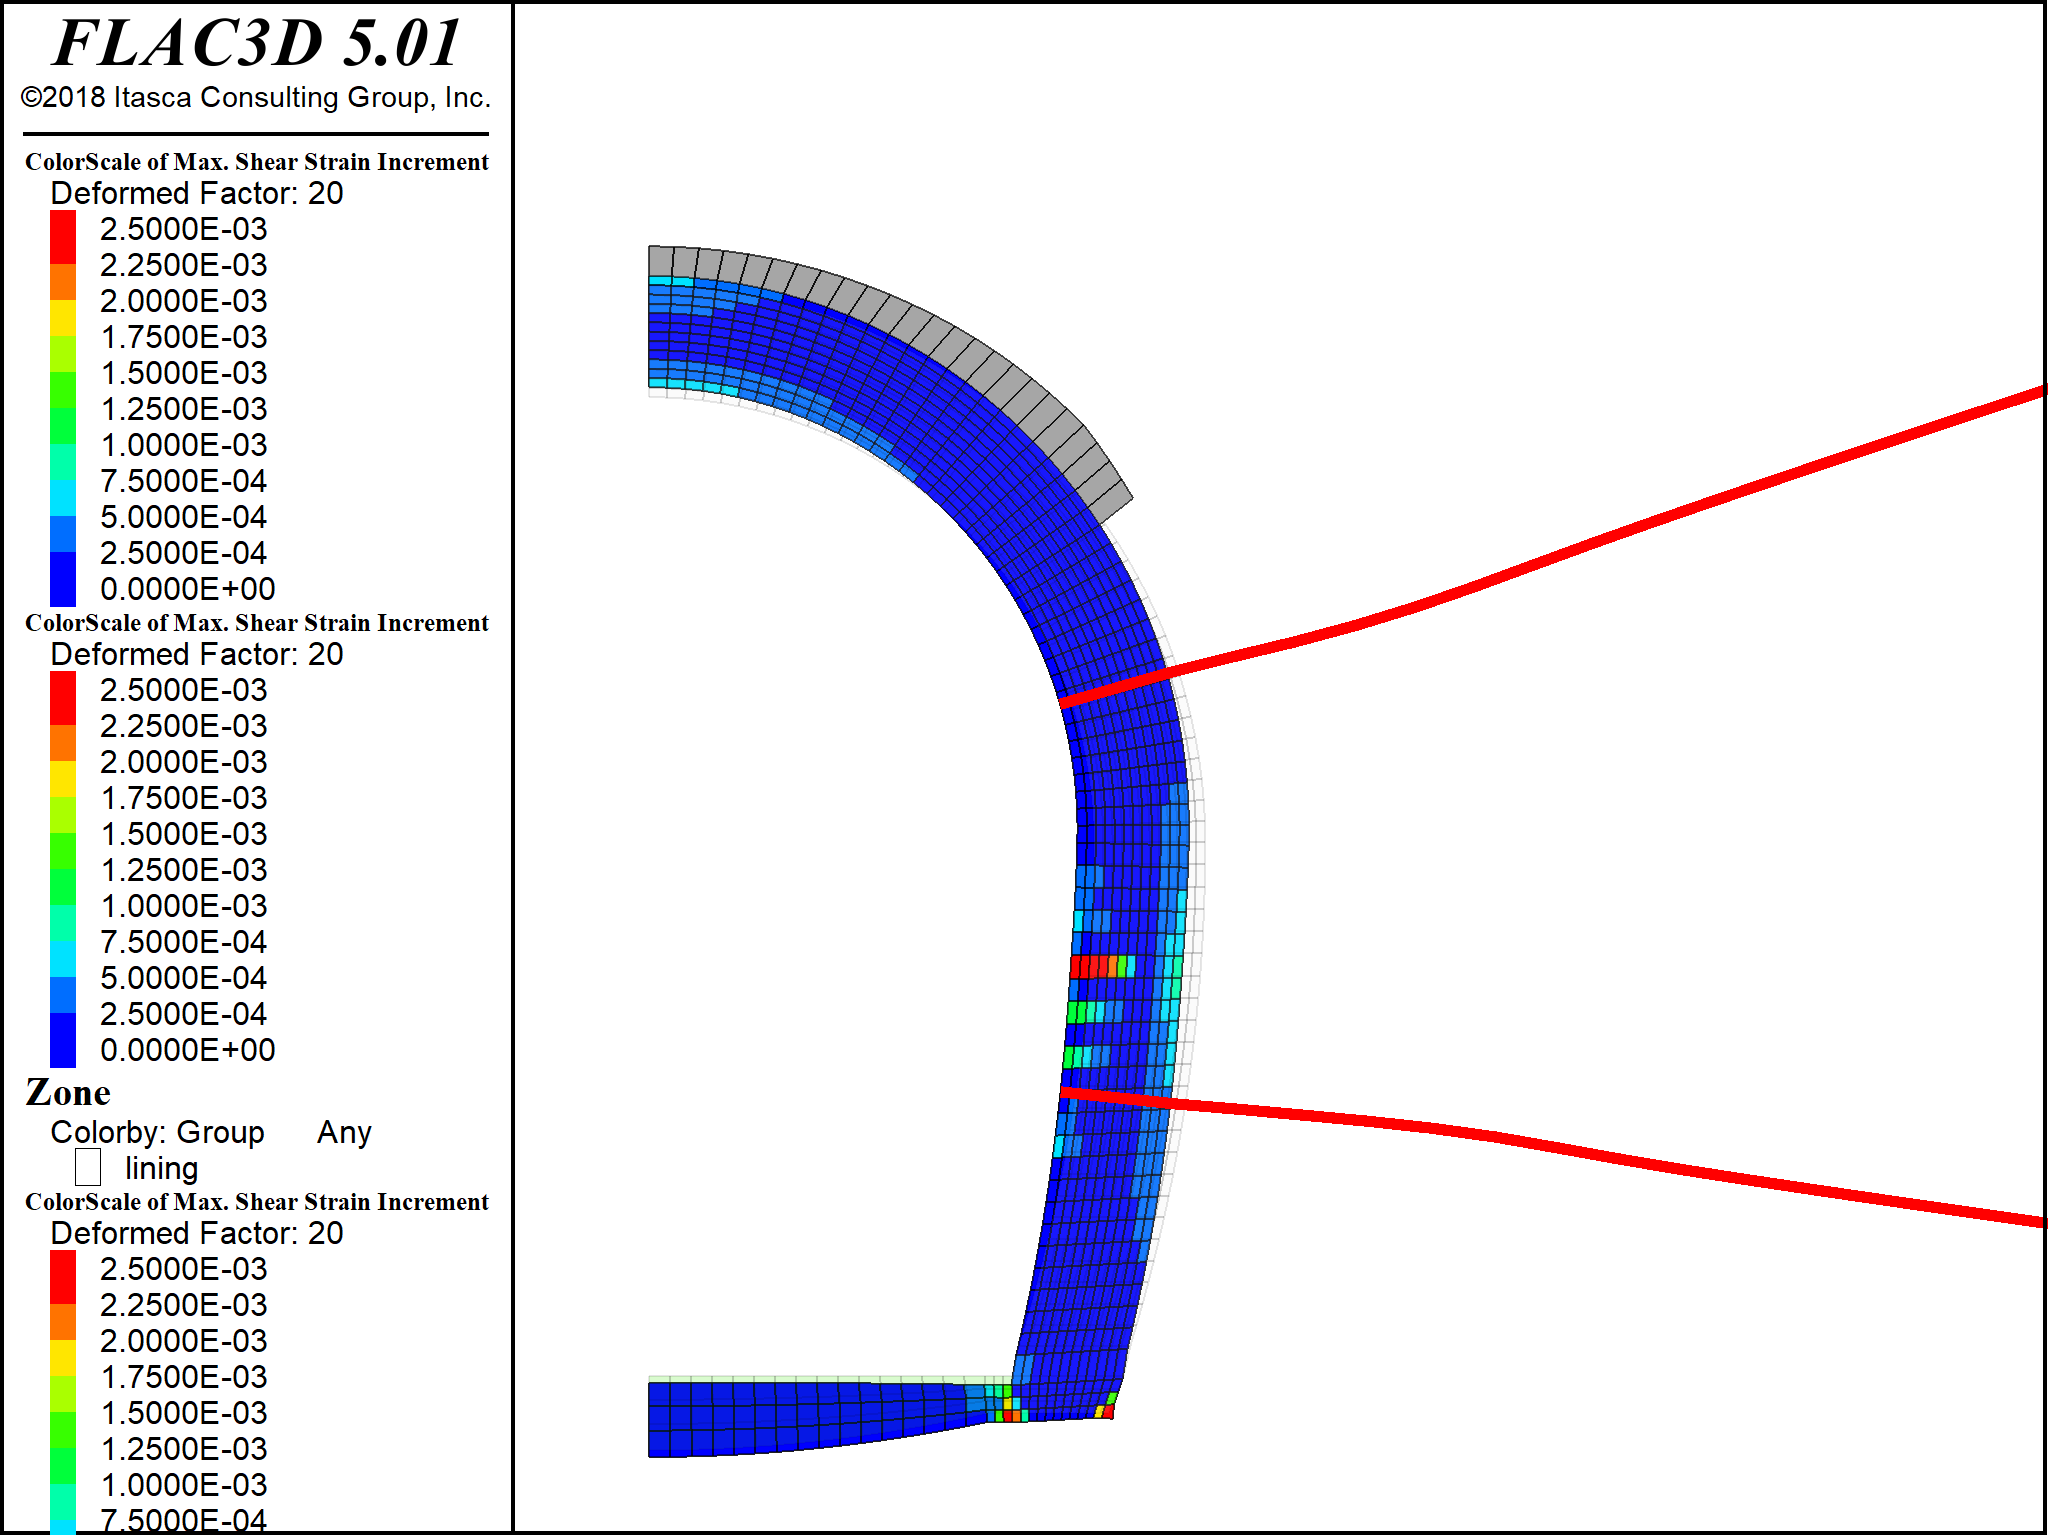 FLAC3D 5.01
©2018 Itasca Consulting Group, Inc.
ColorScale of Max. Shear Strain Increment
Deformed Factor: 20
2.5000E-03
2.2500E-03
2.0000E-03
1.7500E-03
1.5000E-03
1.2500E-03
1.0000E-03
7.5000E-04
5.0000E-04
2.5000E-04
0.0000E+00
ColorScale of Max. Shear Strain Increment
Deformed Factor: 20
2.5000E-03
2.2500E-03
2.0000E-03
1.7500E-03
1.5000E-03
1.2500E-03
1.0000E-03
7.5000E-04
5.0000E-04
2.5000E-04
0.0000E+00
Zone
Colorby: Group Any
lining
ColorScale of Max. Shear Strain Increment
Deformed Factor: 20
2.5000E-03
2.2500E-03
2.0000E-03
1.7500E-03
1.5000E-03
1.2500E-03
1.0000E-03
7.5000E-04